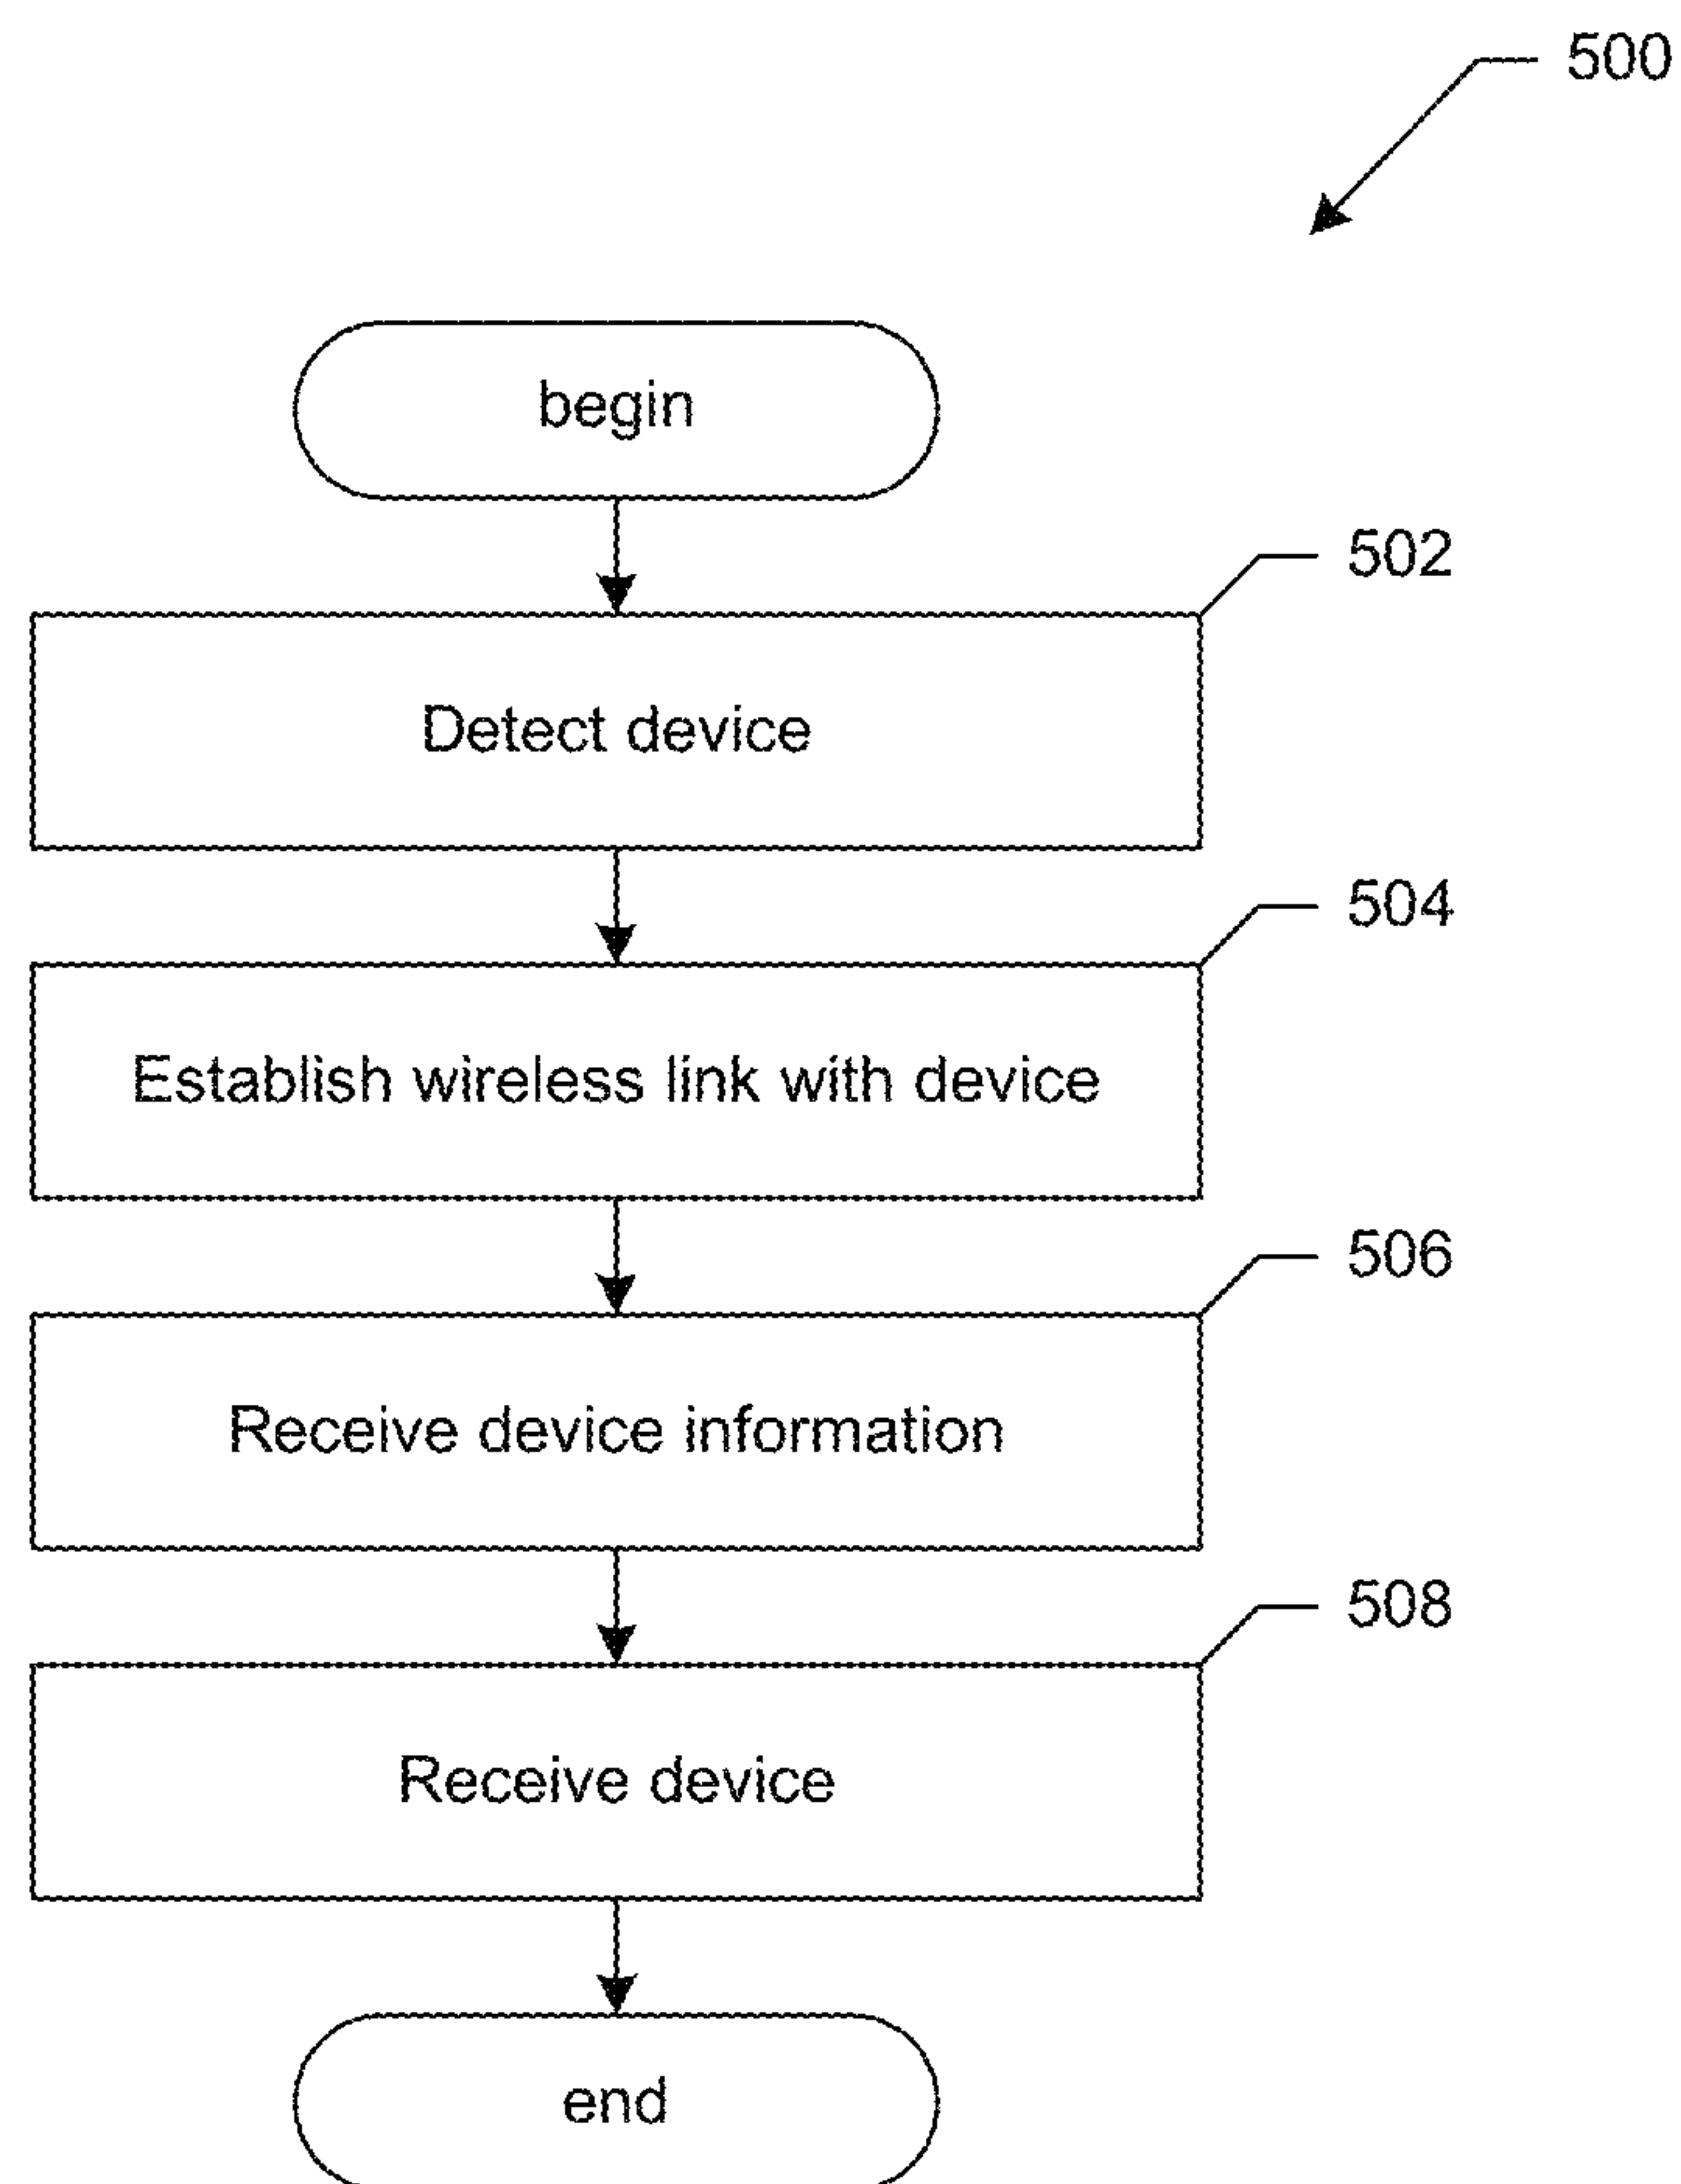 500
begin
502
Detect device
504
Establish wireless link with device
506
Receive device information
508
Receive device
end